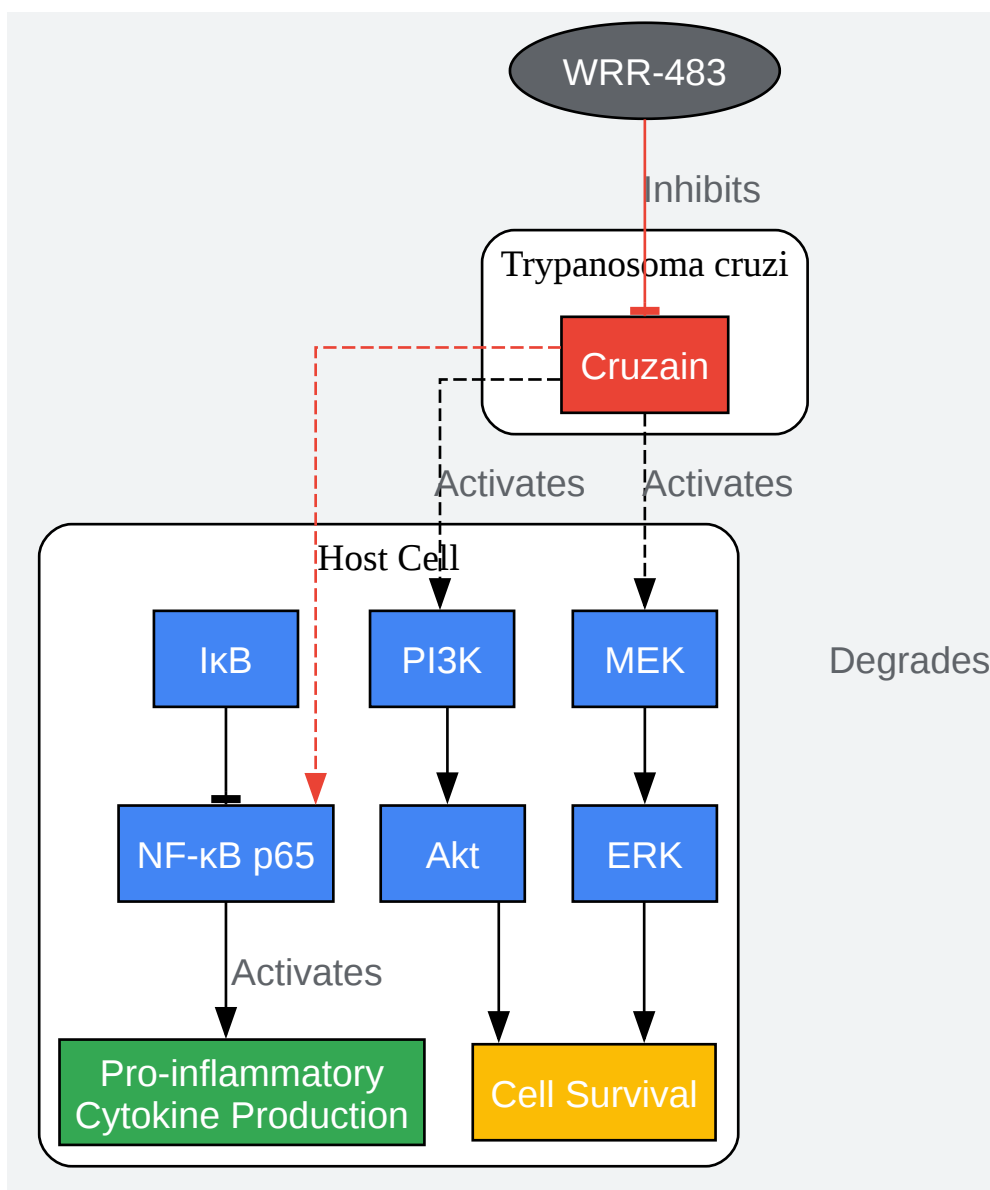 WRR-483
Inhibits
Trypanosoma cruzi
Cruzain
Activates
Activates
Host Cell
IκB
PI3K
MEK
Degrades
NF-κB p65
Akt
ERK
Activates
Pro-inflammatory
Cytokine Production
Cell Survival